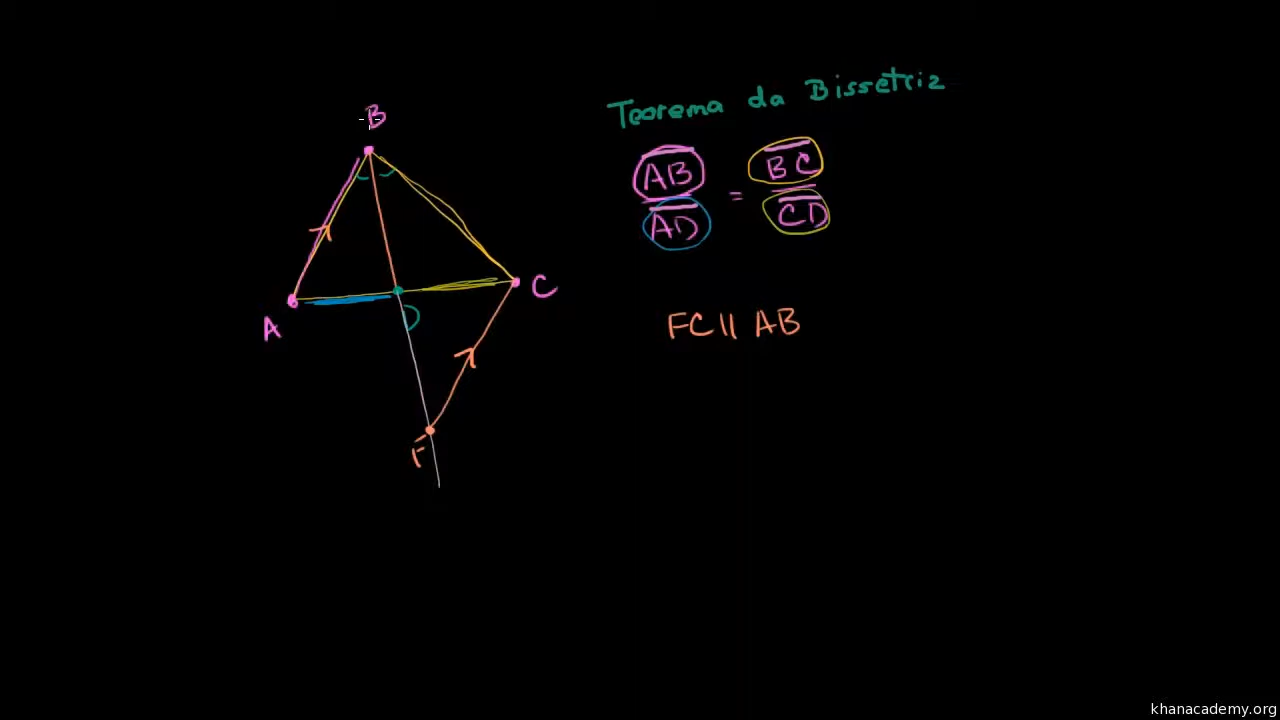 Teorema da Bissetriz
B
AB = BC
AD CD
C
A
D
FC || AB
F
khanacademy.org